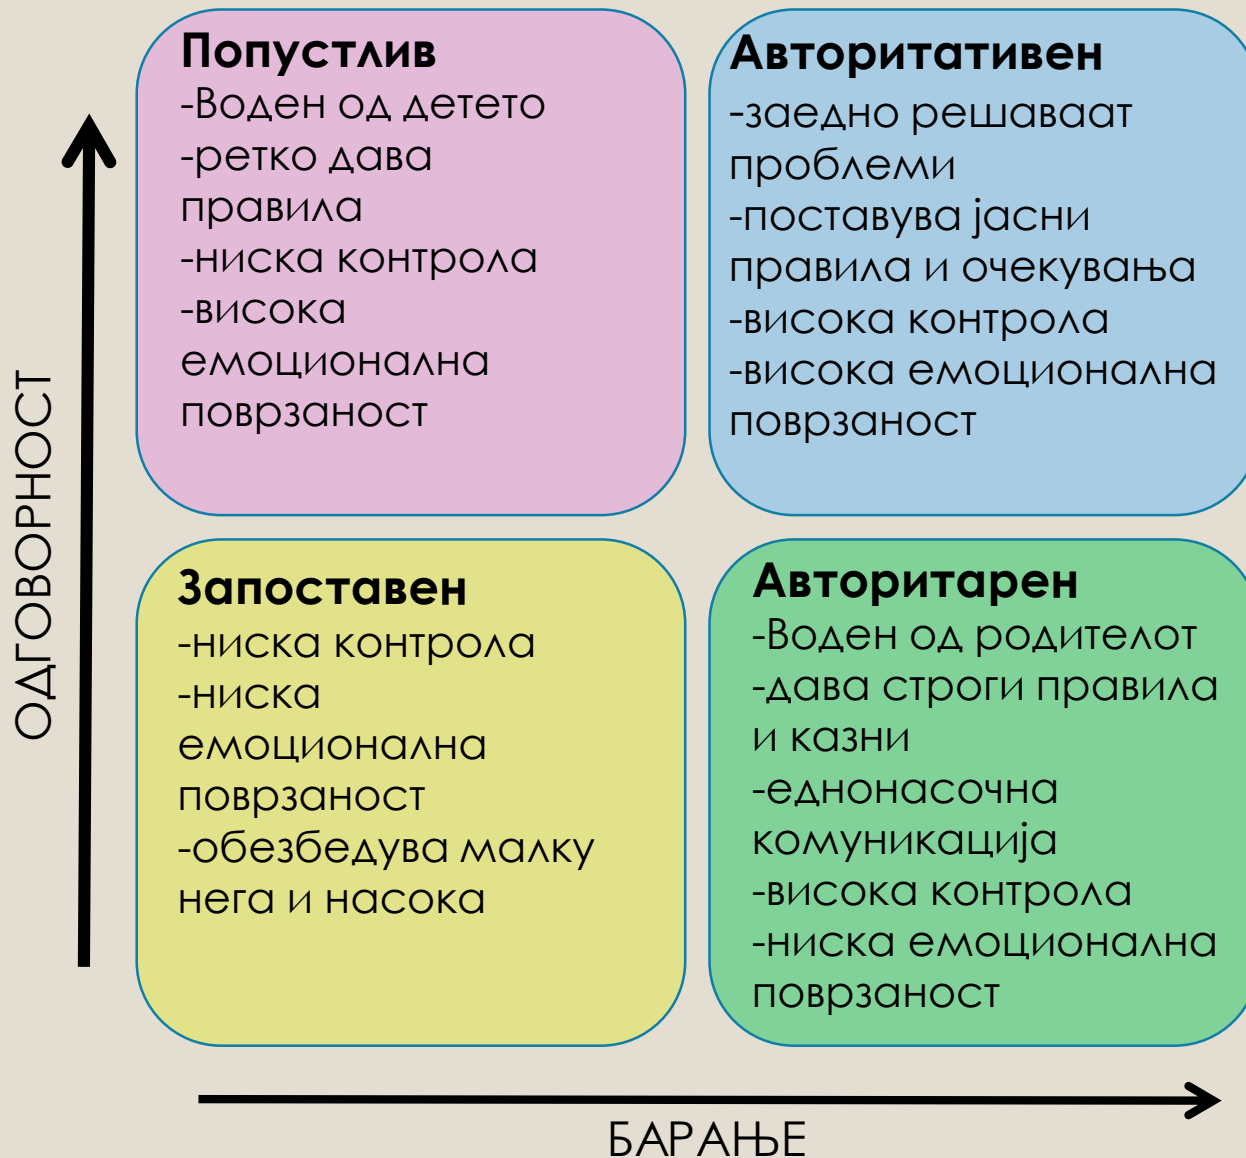 Попустлив
-Воден од детето
-ретко дава
правила
-ниска контрола
-висока
емоционална
поврзаност
Авторитативен
-заедно решаваат
проблеми
-поставува јасни
правила и очекувања
-висока контрола
-висока емоционална
поврзаност
ОДГОВОРНОСТ
Запоставен
-ниска контрола
-ниска
емоционална
поврзаност
-обезбедува малку
нега и насока
Авторитарен
-Воден од родителот
-дава строги правила
и казни
-еднонасочна
комуникација
-висока контрола
-ниска емоционална
поврзаност
БАРАЊЕ